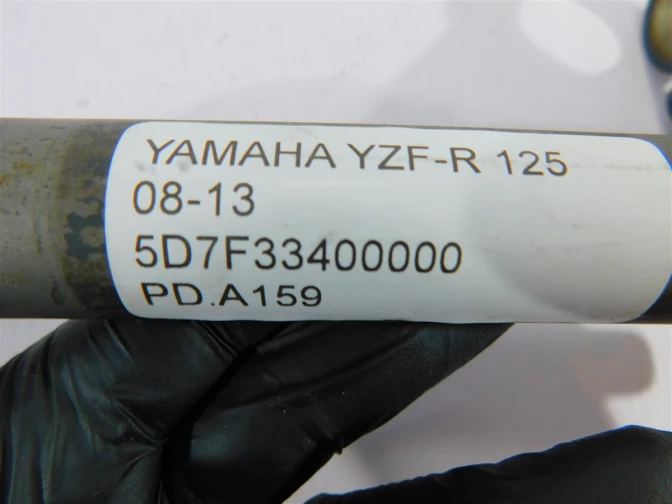 YAMAHA YZF-R 125
08-13
5D7F33400000
PD.A159